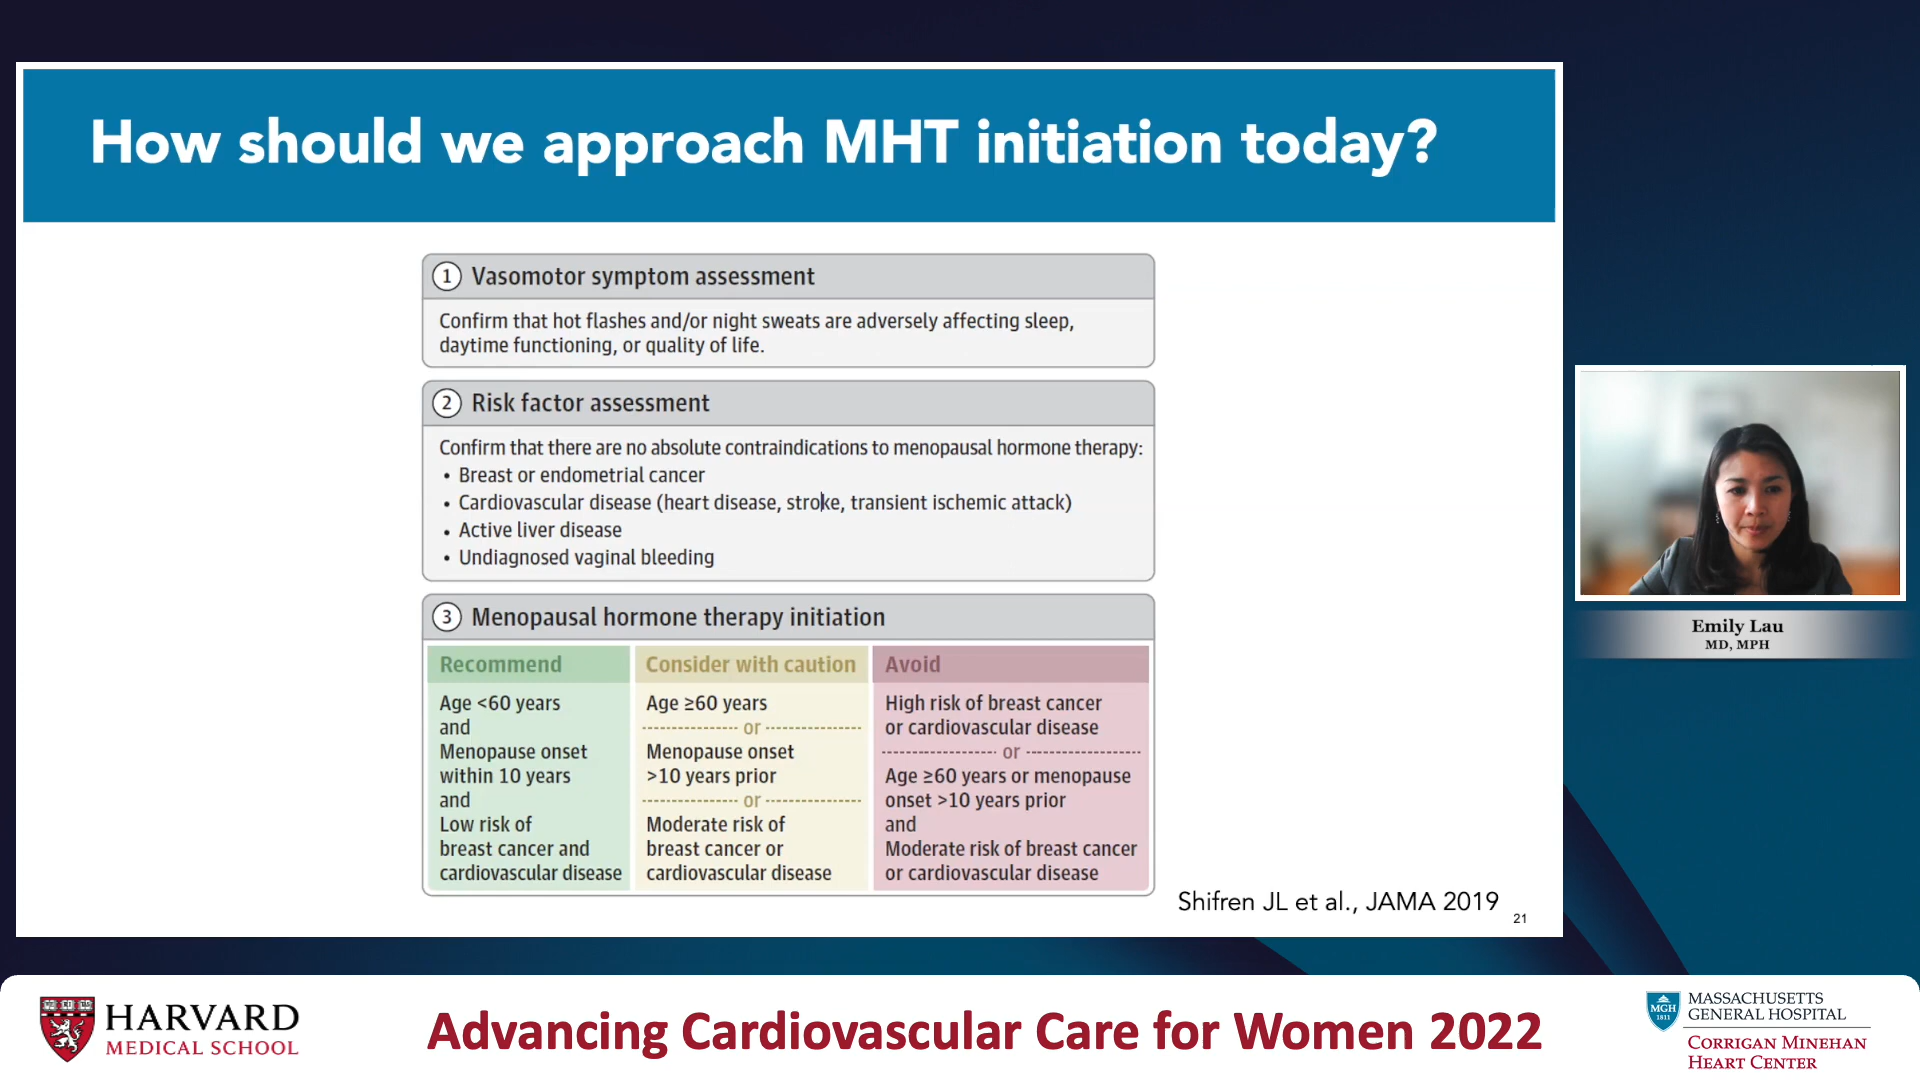 How should we approach MHT initiation today?
1 Vasomotor symptom assessment
Confirm that hot flashes and/or night sweats are adversely affecting sleep,
daytime functioning, or quality of life.
2 Risk factor assessment
Confirm that there are no absolute contraindications to menopausal hormone therapy:
• Breast or endometrial cancer
• Cardiovascular disease (heart disease, stroke, transient ischemic attack)
• Active liver disease
• Undiagnosed vaginal bleeding
3 Menopausal hormone therapy initiation
Recommend
Age <60 years
and
Menopause onset
within 10 years
and
Low risk of
breast cancer and
cardiovascular disease
Consider with caution
Age ≥60 years
or
Menopause onset
>10 years prior
or
Moderate risk of
breast cancer or
cardiovascular disease
Avoid
High risk of breast cancer
or cardiovascular disease
or
Age ≥60 years or menopause
onset >10 years prior
and
Moderate risk of breast cancer
or cardiovascular disease
Shifren JL et al., JAMA 2019
21
Emily Lau
MD, MPH
HARVARD
MEDICAL SCHOOL
Advancing Cardiovascular Care for Women 2022
MGH
1811
MASSACHUSETTS
GENERAL HOSPITAL
CORRIGAN MINEHAN
HEART CENTER